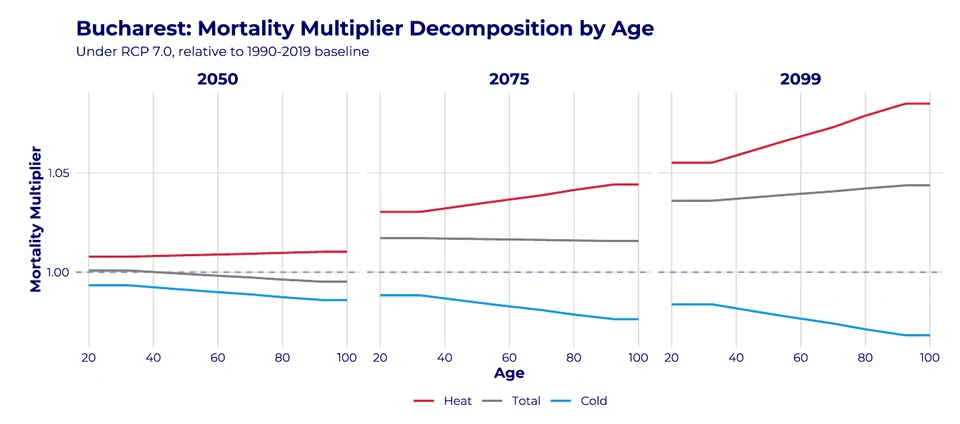 Bucharest: Mortality Multiplier Decomposition by Age
Under RCP 7.0, relative to 1990-2019 baseline
2050 2075 2099
Mortality Multiplier
1.05
1.00
20 40 60 80 100 20 40 60 80 100 20 40 60 80 100
Age
Heat Total Cold